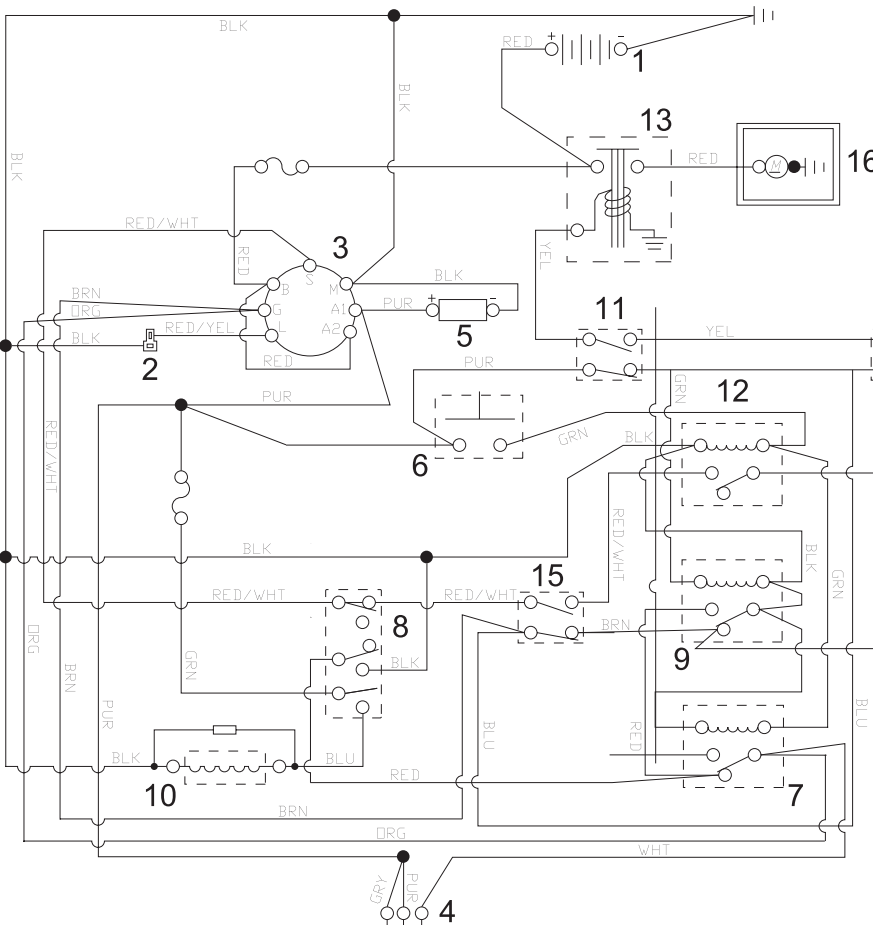 BLK
RED
+
-
1
BLK
13
RED
M
16
BLK
RED/WHT
RED
3
YEL
S
B
M
BLK
BRN
ORG
G
A1
PUR
+
-
5
11
RED/YEL
L
A2
YEL
BLK
2
RED
PUR
PUR
GRN
12
GRN
BLK
6
RED/WHT
RED/WHT
BLK
BLK
GRN
RED/WHT
RED/WHT
15
8
BRN
9
ORG
BRN
GRN
BLK
PUR
BLU
BLU
RED
BLK
BLU
RED
10
7
BRN
ORG
WHT
GRY
PUR
4